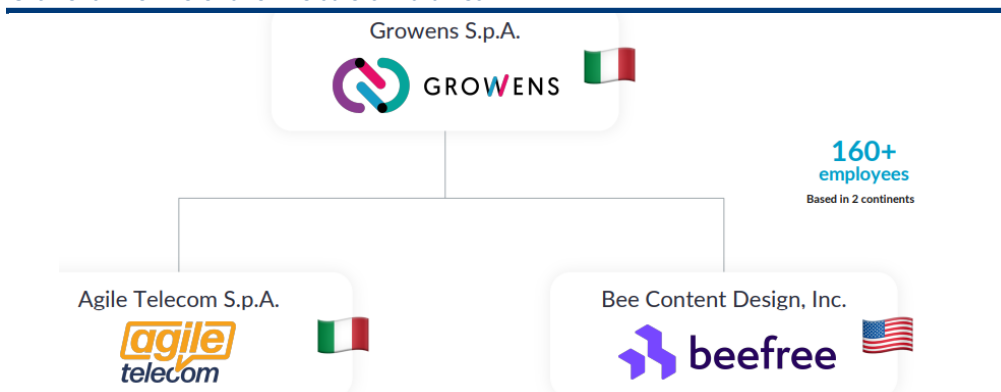 Growens S.p.A.
GROWENS
160+
employees
Based in 2 continents
Agile Telecom S.p.A.
agile
telecom
Bee Content Design, Inc.
beefree